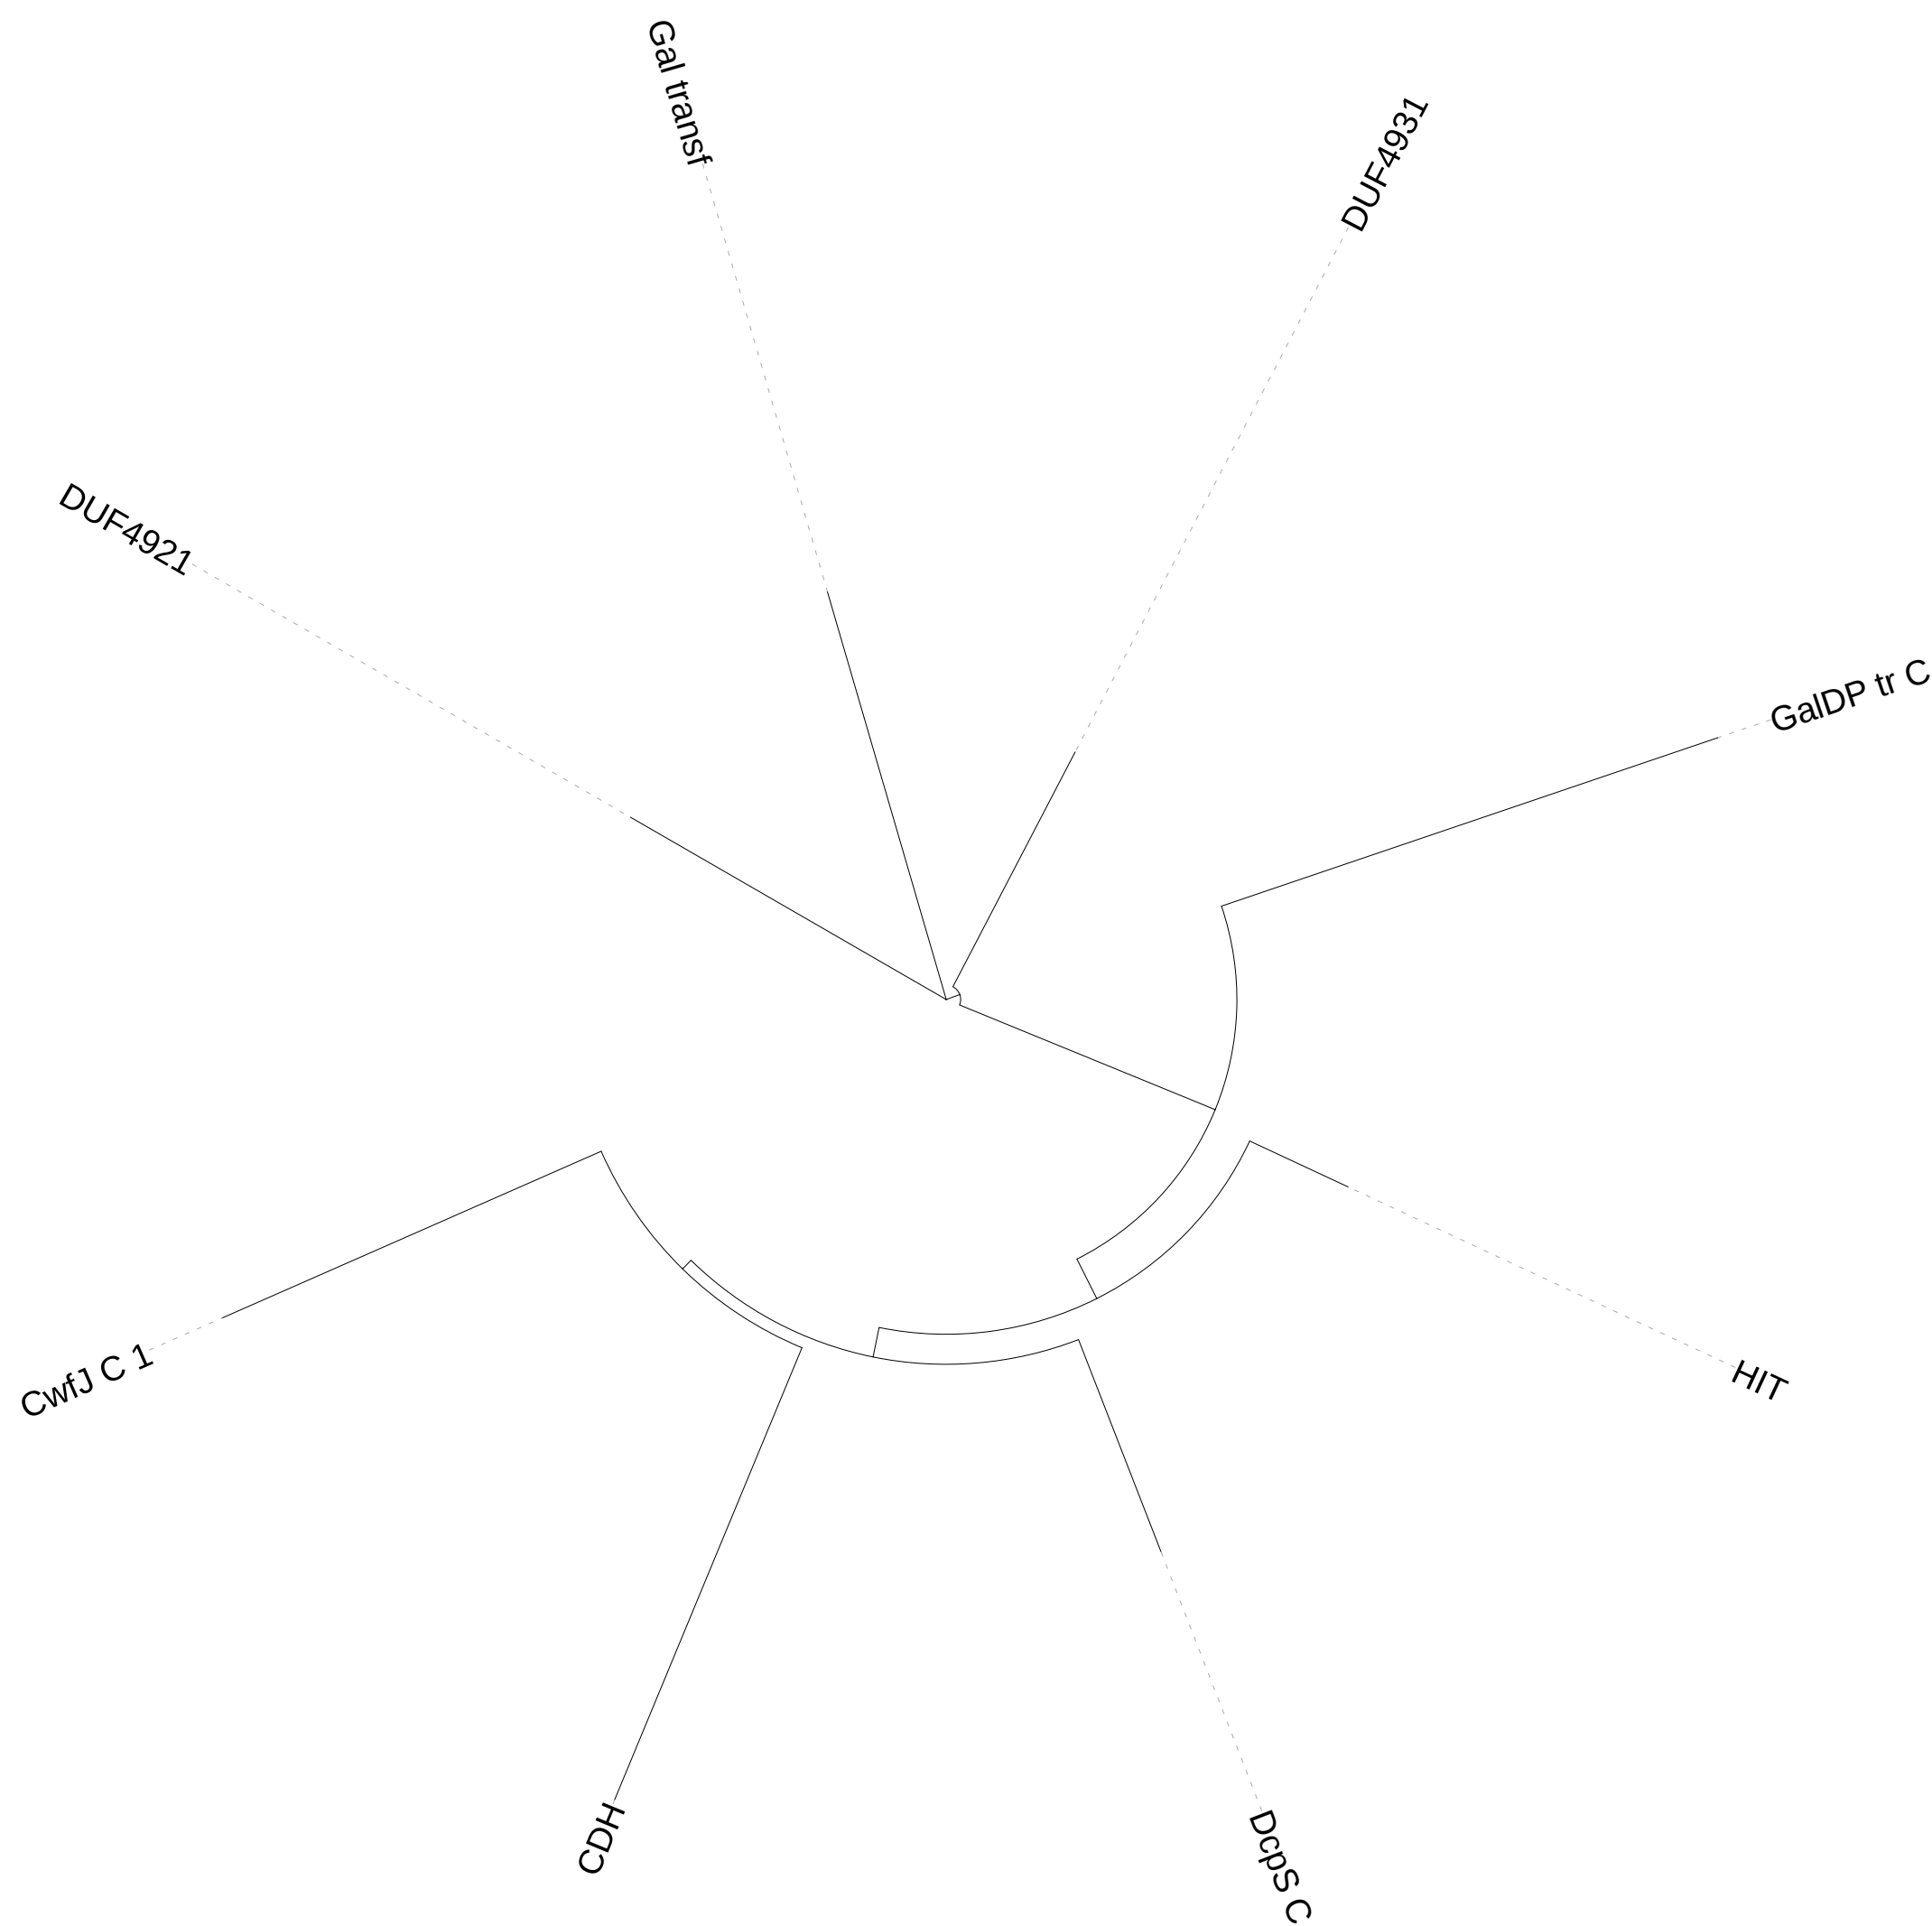 Gal transf
DUF4931
DUF4921
GalDP tr C
CwfJ C 1
HIT
CDH
DcpS C